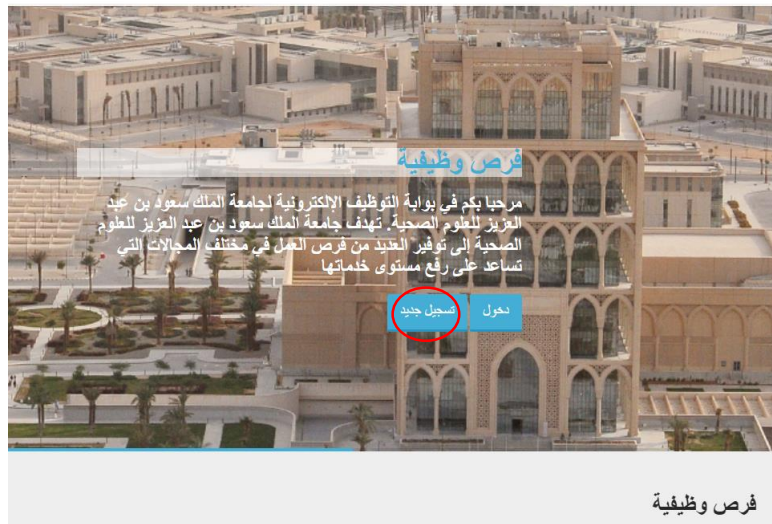 فرص وظيفية
مرحبا بكم في بوابة التوظيف الإلكترونية لجامعة الملك سعود بن عبد
العزيز للعلوم الصحية. تهدف جامعة الملك سعود بن عبد العزيز للعلوم
الصحية إلى توفير العديد من فرص العمل في مختلف المجالات التي
تساعد على رفع مستوى خدماتها
دخول تسجيل جديد
فرص وظيفية